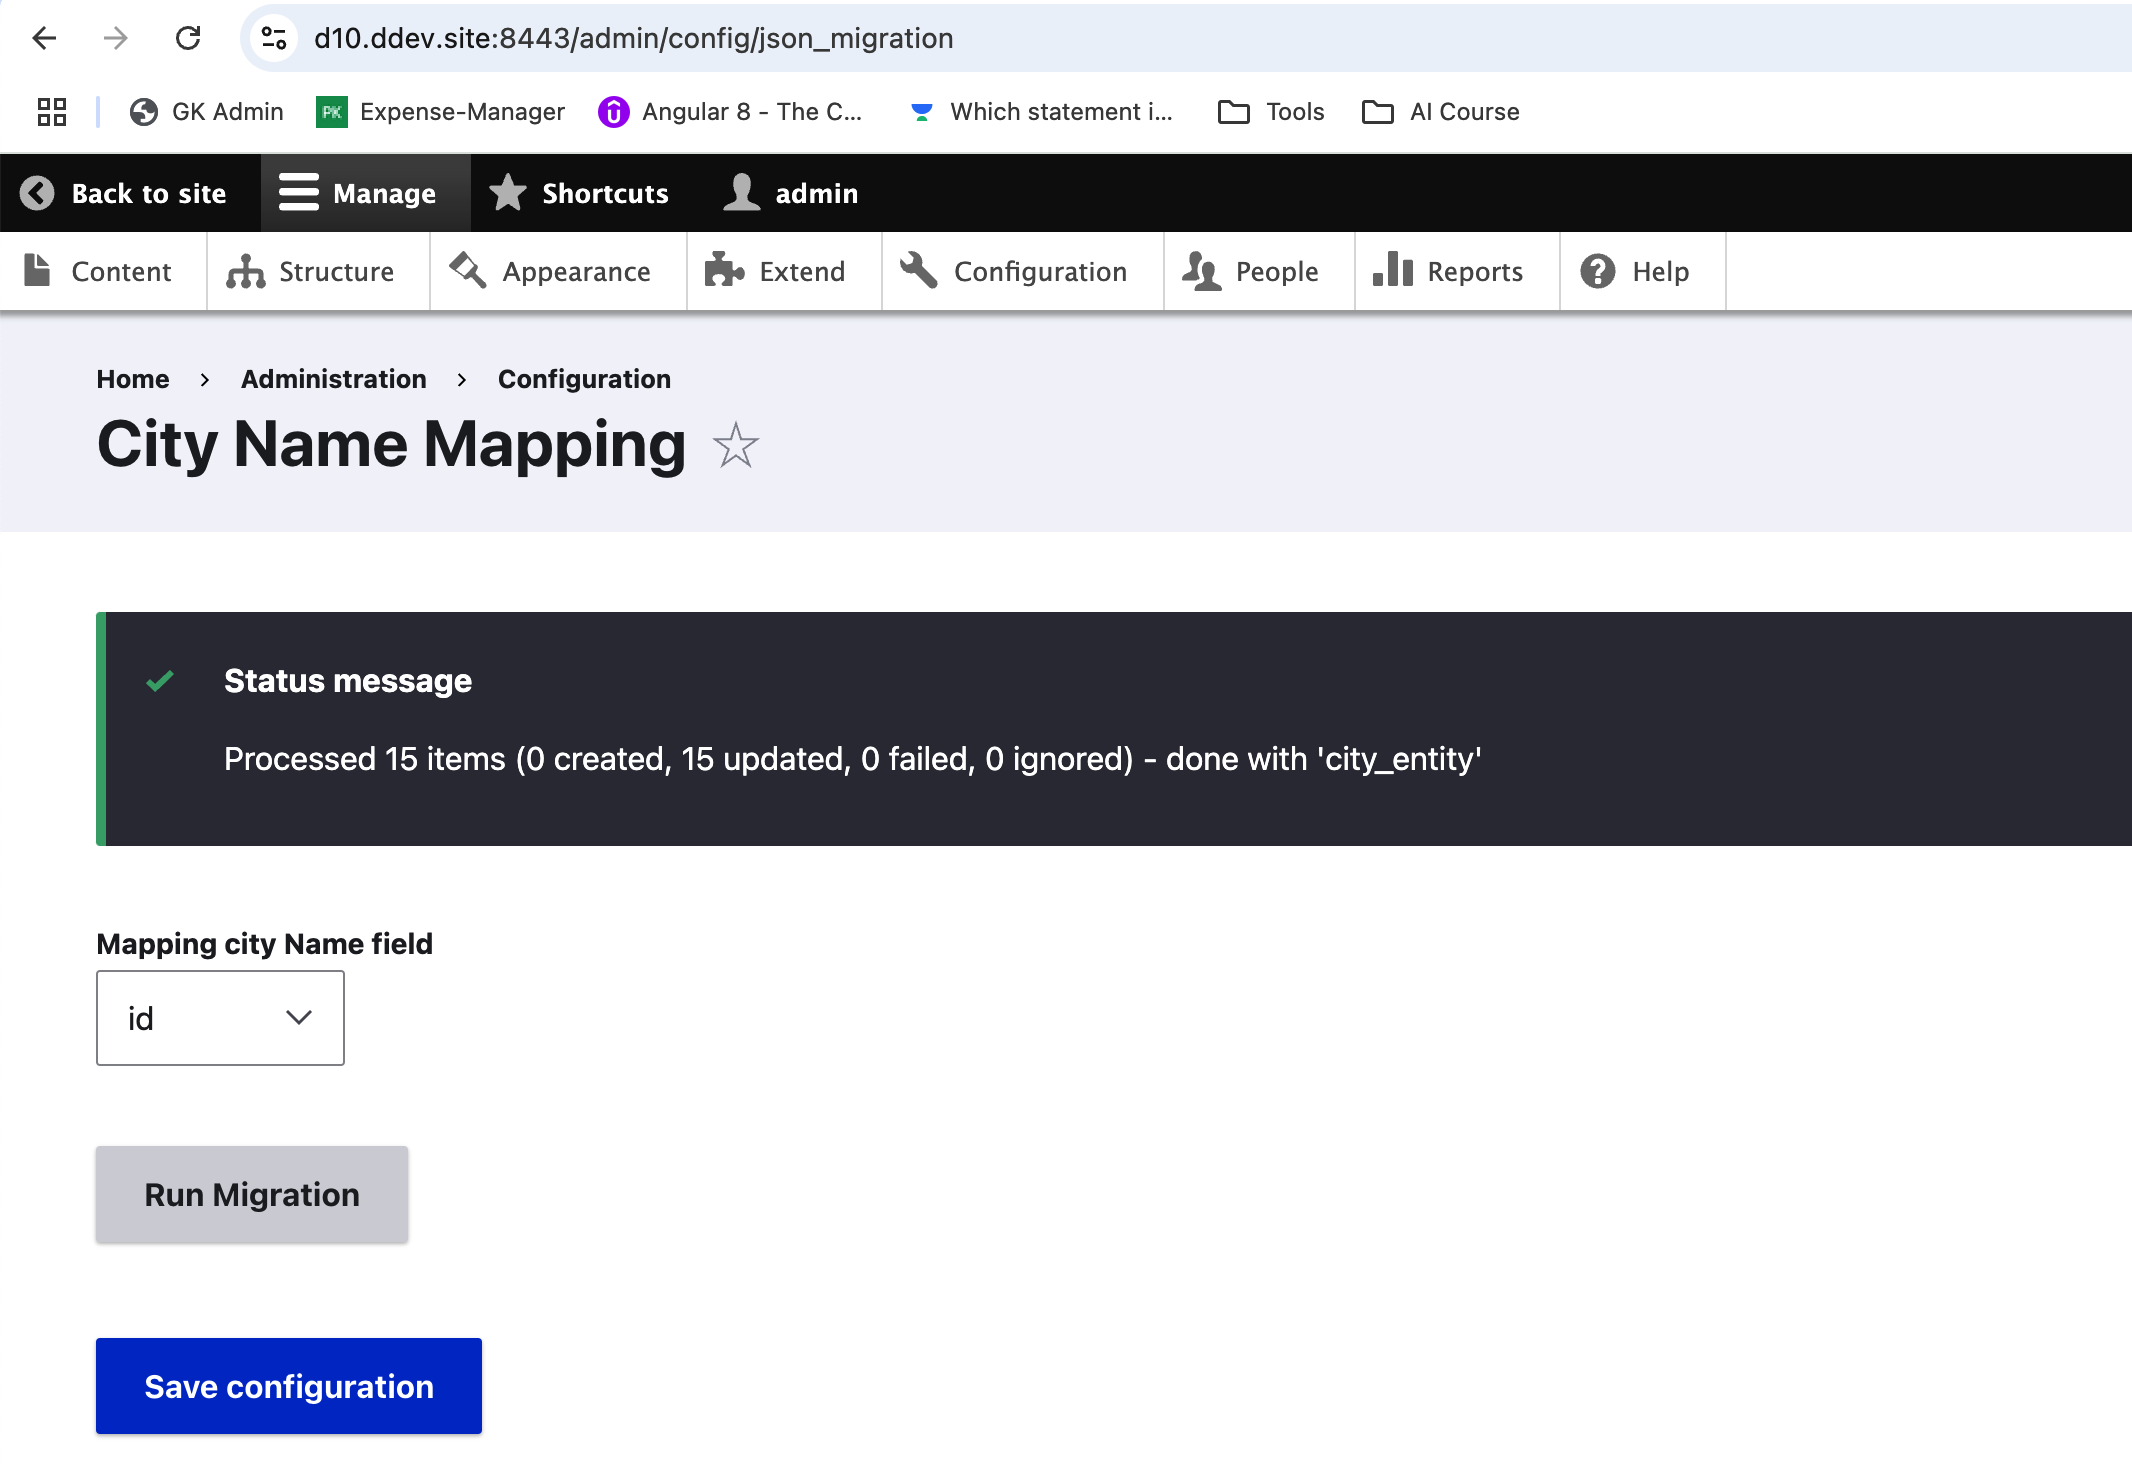 d10.ddev.site:8443/admin/config/json_migration
GK Admin PK Expense-Manager Angular 8 - The C... Which statement i... Tools AI Course
Back to site Manage Shortcuts admin
Content Structure Appearance Extend Configuration People Reports Help
Home › Administration › Configuration
City Name Mapping
Status message
Processed 15 items (0 created, 15 updated, 0 failed, 0 ignored) - done with 'city_entity'
Mapping city Name field
id
Run Migration
Save configuration